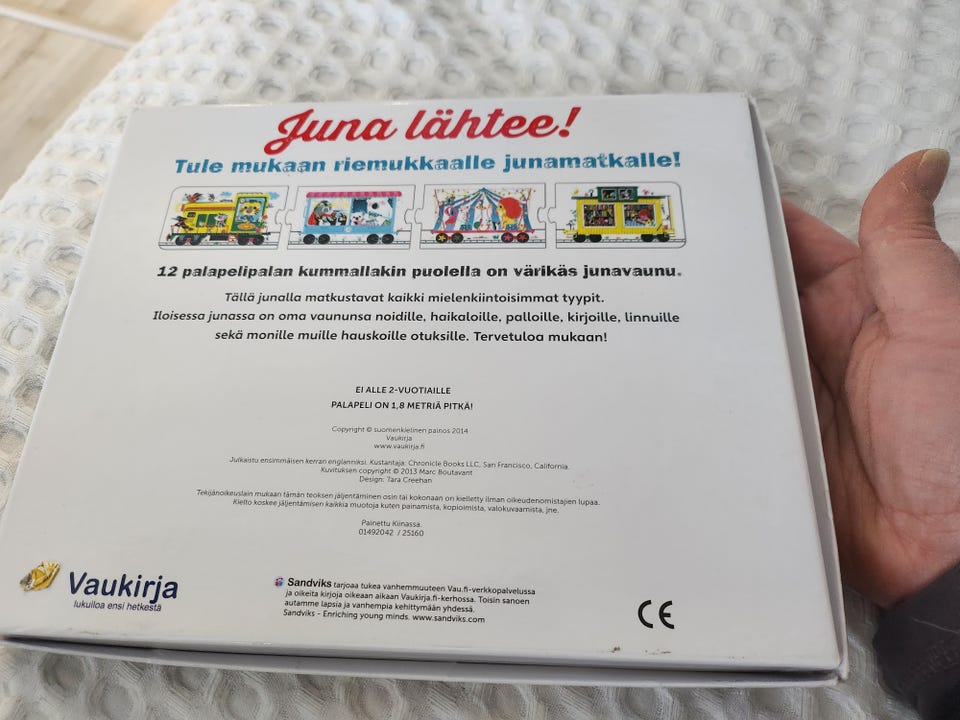 Juna lähtee!
Tule mukaan riemukkaalle junamatkalle!
12 palapelipalan kummallakin puolella on värikäs junavaunu.
Tällä junalla matkustavat kaikki mielenkiintoisimmat tyypit.
Iloisessa junassa on oma vaununsa noidille, haikaloille, palloille, kirjoille, linnuille
sekä monille muille hauskoille otuksille. Tervetuloa mukaan!
EI ALLE 2-VUOTIAILLE
PALAPELI ON 1,8 METRIÄ PITKÄ!
Copyright © suomenkielinen painos 2014
Vaukirja
www.vaukirja.fi
Julkaistu ensimmäisen kerran englanniksi. Kustantaja: Chronicle Books LLC, San Francisco, California.
Kuvituksen copyright © 2013 Marc Boutavant
Design: Tara Creehan
Tekijänoikeuslain mukaan tämän teoksen jäljentäminen osin tai kokonaan on kielletty ilman oikeudenomistajien lupaa.
Kielto koskee jäljentämisen kaikkia muotoja kuten painamista, kopioimista, valokuvaamista, jne.
Painettu Kiinassa.
01492042 / 25160
Vaukirja
lukuiloa ensi hetkestä
Sandviks tarjoaa tukea vanhemmuuteen Vau.fi-verkkopalvelussa
ja oikeita kirjoja oikeaan aikaan Vaukirja.fi-kerhossa. Toisin sanoen
autamme lapsia ja vanhempia kehittymään yhdessä.
Sandviks - Enriching young minds. www.sandviks.com
CE